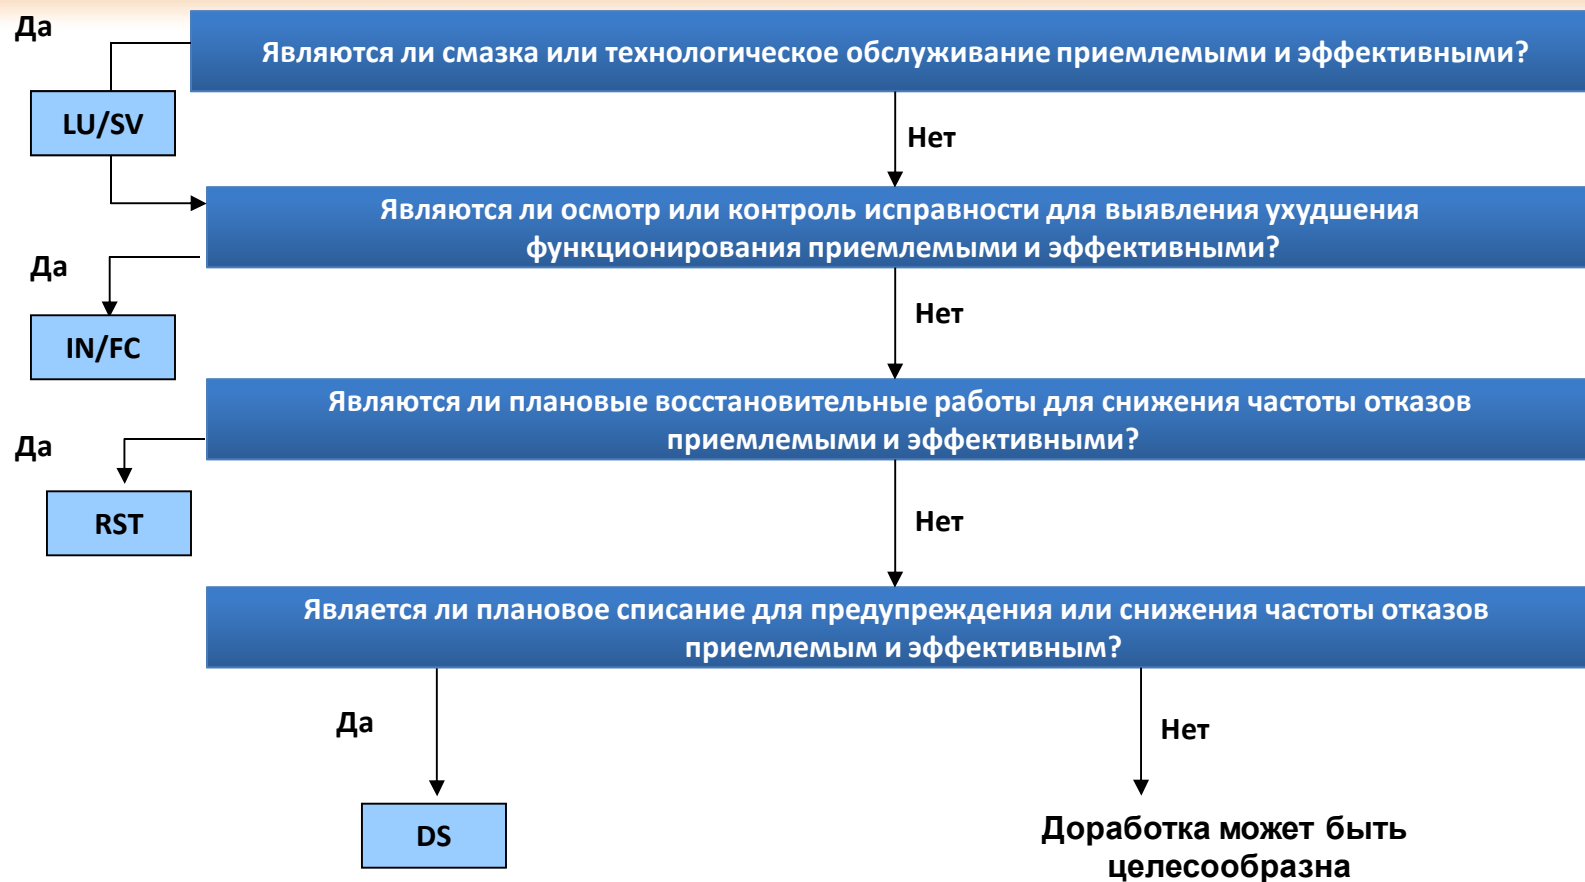 Да
Являются ли смазка или технологическое обслуживание приемлемыми и эффективными?
LU/SV
Нет
Являются ли осмотр или контроль исправности для выявления ухудшения
функционирования приемлемыми и эффективными?
Да
IN/FC
Нет
Являются ли плановые восстановительные работы для снижения частоты отказов
приемлемыми и эффективными?
Да
RST
Нет
Является ли плановое списание для предупреждения или снижения частоты отказов
приемлемым и эффективным?
Да
Нет
DS
Доработка может быть
целесообразна